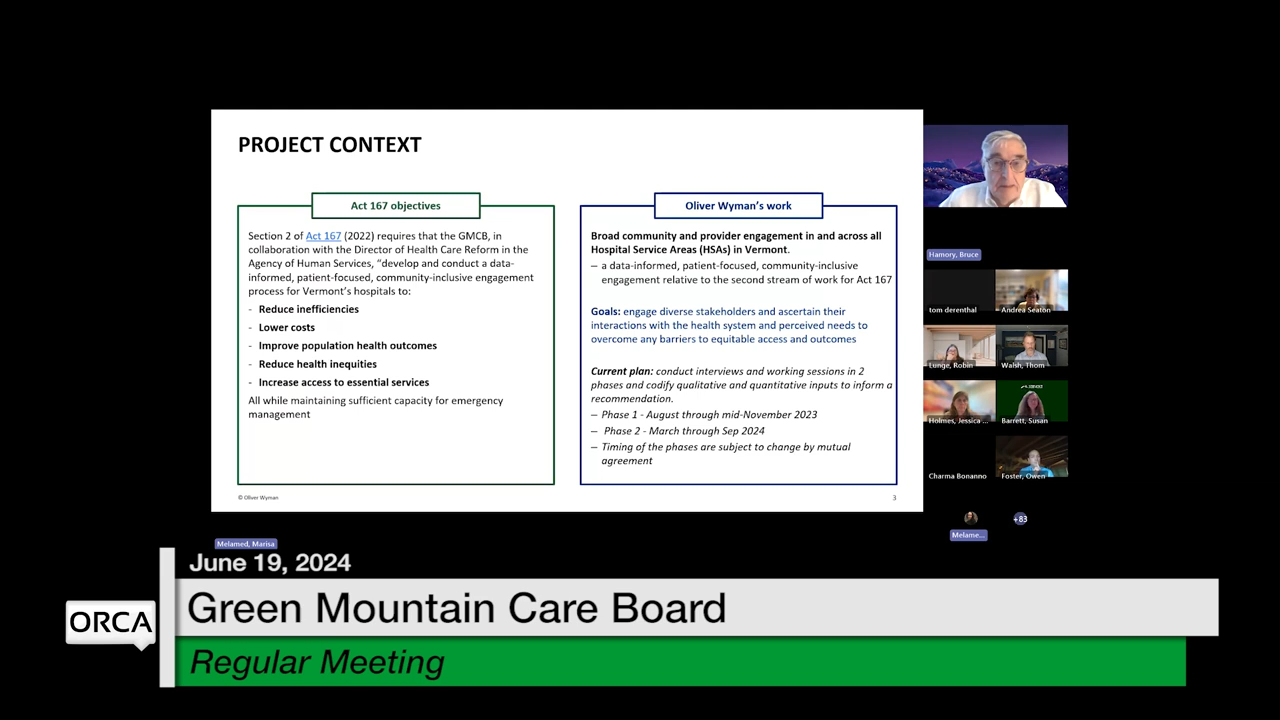 PROJECT CONTEXT
Act 167 objectives
Section 2 of Act 167 (2022) requires that the GMCB, in
collaboration with the Director of Health Care Reform in the
Agency of Human Services, “develop and conduct a data-
informed, patient-focused, community-inclusive engagement
process for Vermont’s hospitals to:
- Reduce inefficiencies
- Lower costs
- Improve population health outcomes
- Reduce health inequities
- Increase access to essential services
All while maintaining sufficient capacity for emergency
management
Oliver Wyman’s work
Broad community and provider engagement in and across all
Hospital Service Areas (HSAs) in Vermont.
– a data-informed, patient-focused, community-inclusive
engagement relative to the second stream of work for Act 167
Goals: engage diverse stakeholders and ascertain their
interactions with the health system and perceived needs to
overcome any barriers to equitable access and outcomes
Current plan: conduct interviews and working sessions in 2
phases and codify qualitative and quantitative inputs to inform a
recommendation.
– Phase 1 - August through mid-November 2023
– Phase 2 - March through Sep 2024
– Timing of the phases are subject to change by mutual
agreement
© Oliver Wyman
3
Hamory, Bruce
tom derenthal
Andrea Seaton
Lunge, Robin
Walsh, Thom
Holmes, Jessica ...
Barrett, Susan
Charma Bonanno
Foster, Owen
+83
Melame...
Melamed, Marisa
June 19, 2024
ORCA
Green Mountain Care Board
Regular Meeting